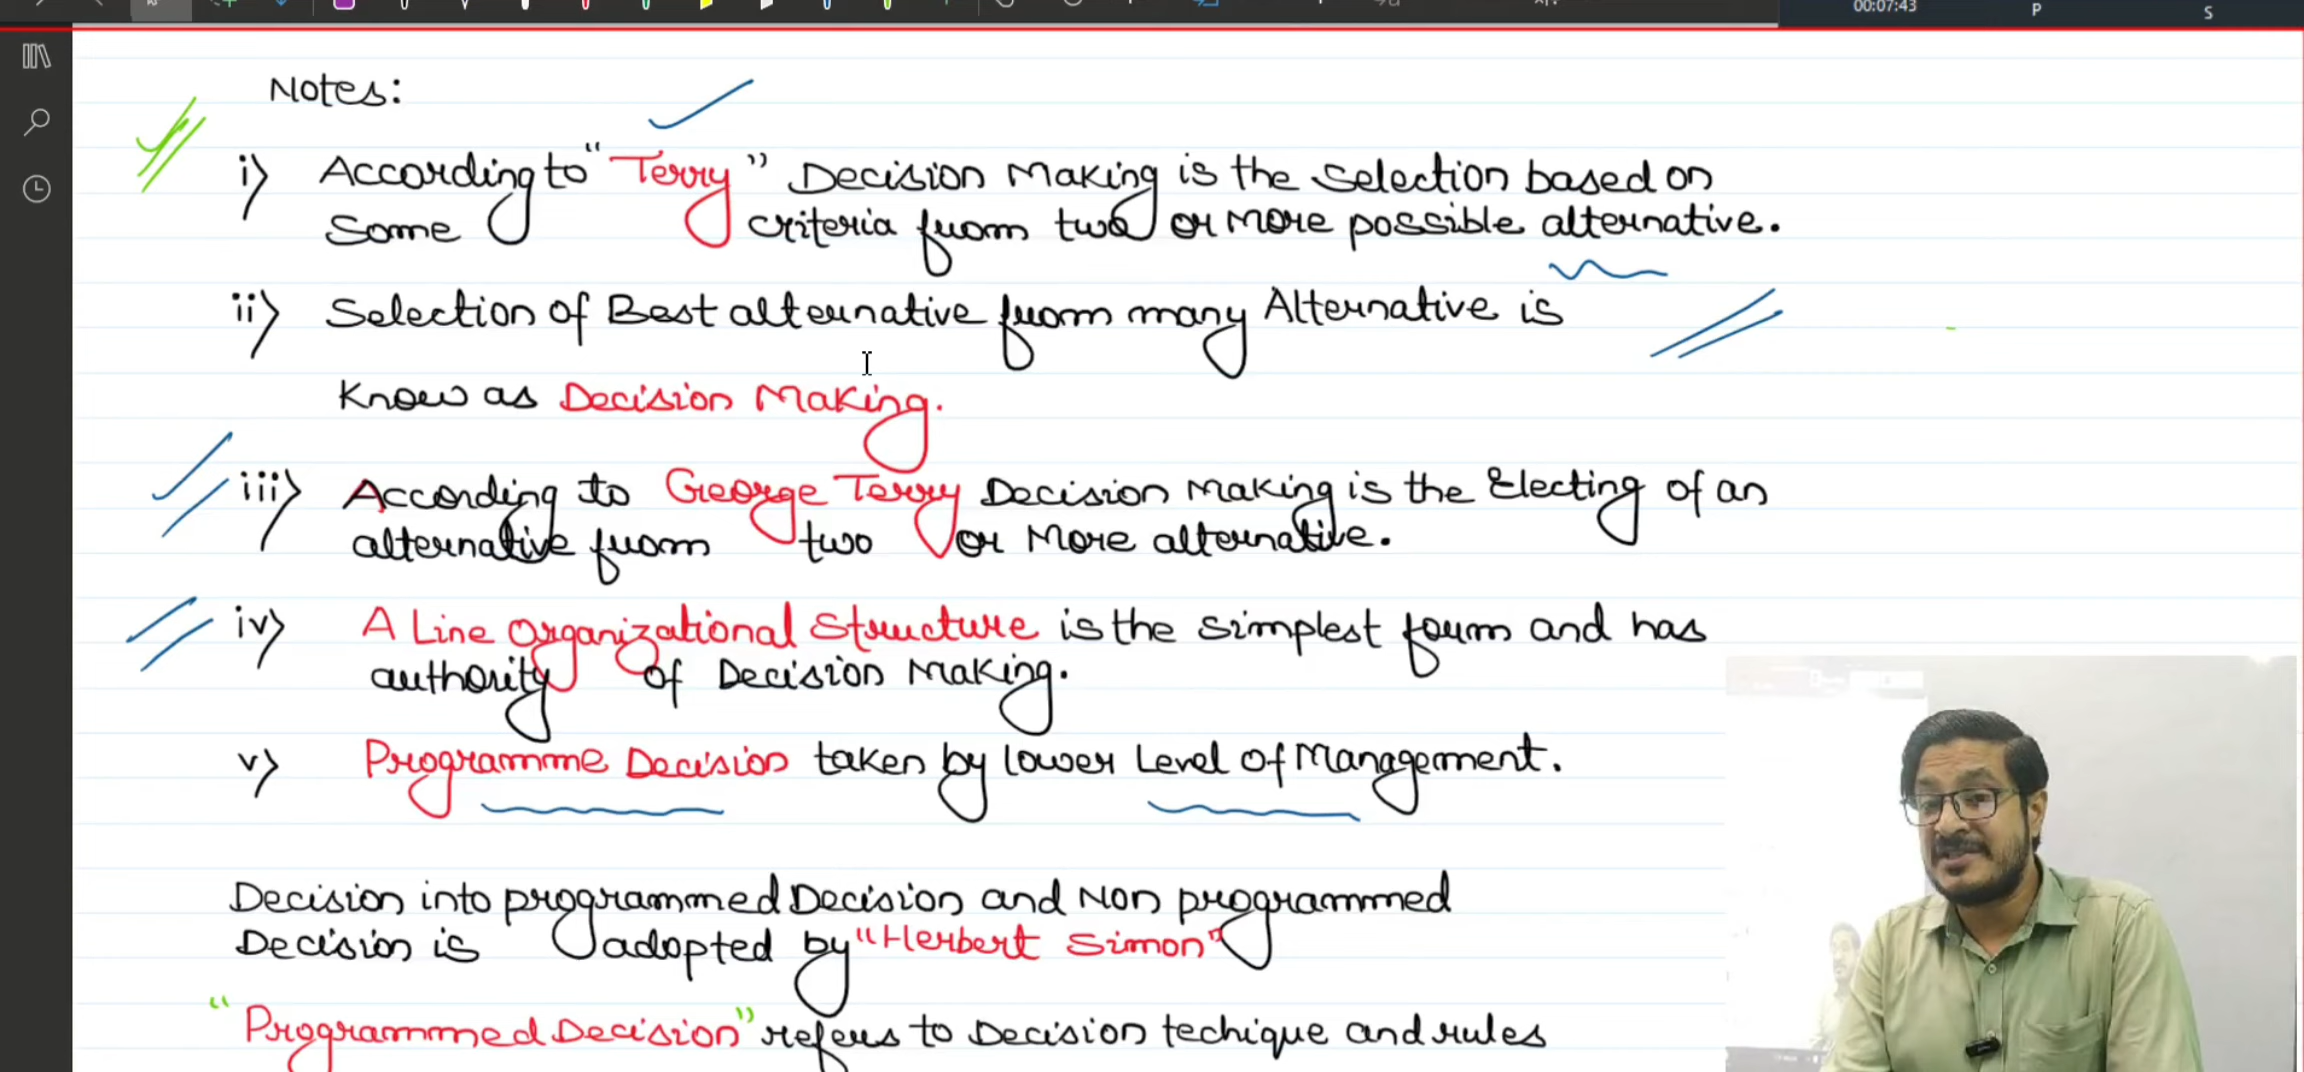 00:07:43
P
S
Notes:
i) According to "Terry" Decision Making is the selection based on
Some criteria from two or more possible alternative.
ii) Selection of Best alternative from many Alternative is
Know as Decision Making.
iii) According to George Terry Decision Making is the Electing of an
alternative from two or More alternative.
iv) A Line organizational Structure is the simplest form and has
authority of Decision Making.
v) Programme Decision taken by lower Level of Management.
Decision into programmed Decision and Non programmed
Decision is adopted by "Herbert Simon"
"Programmed Decision" refers to Decision techique and rules